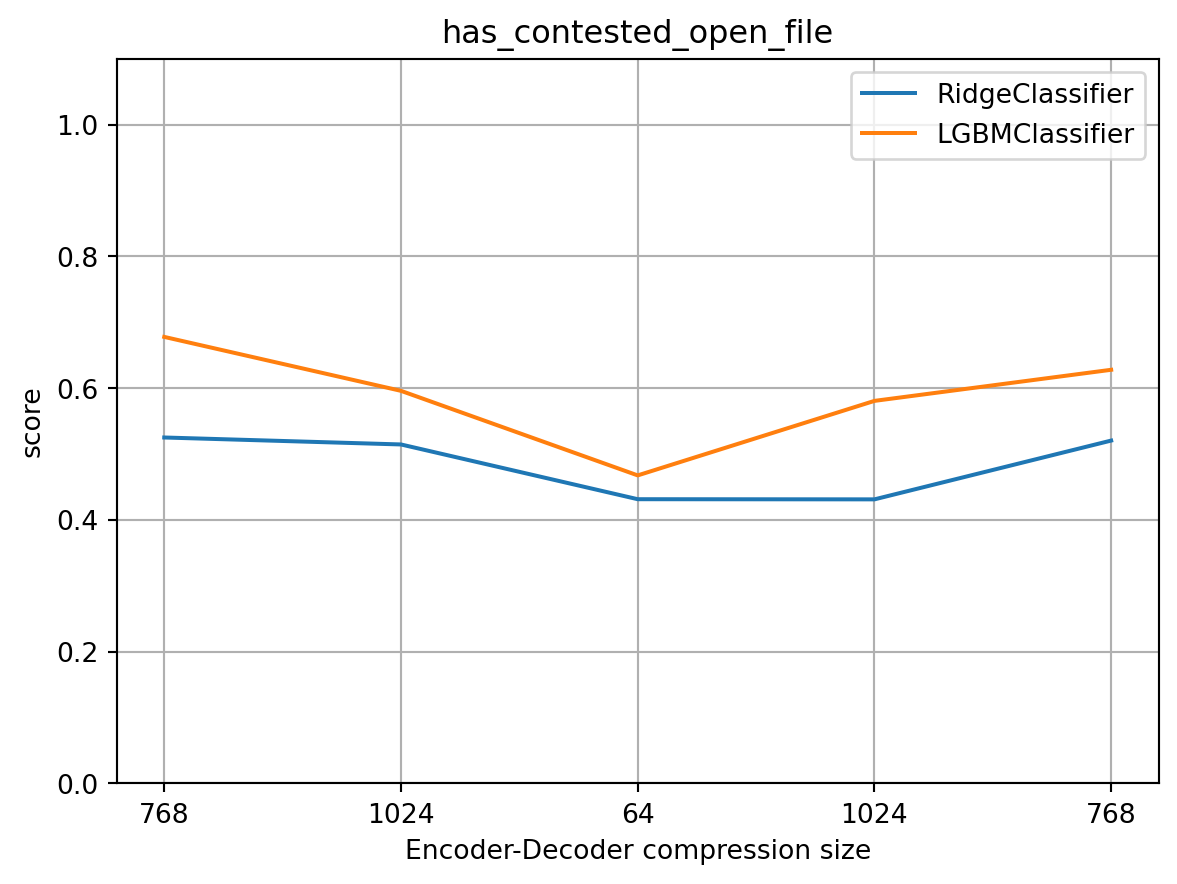 has_contested_open_file
RidgeClassifier
LGBMClassifier
1.0
0.8
0.6
0.4
0.2
0.0
score
768 1024 64 1024 768
Encoder-Decoder compression size